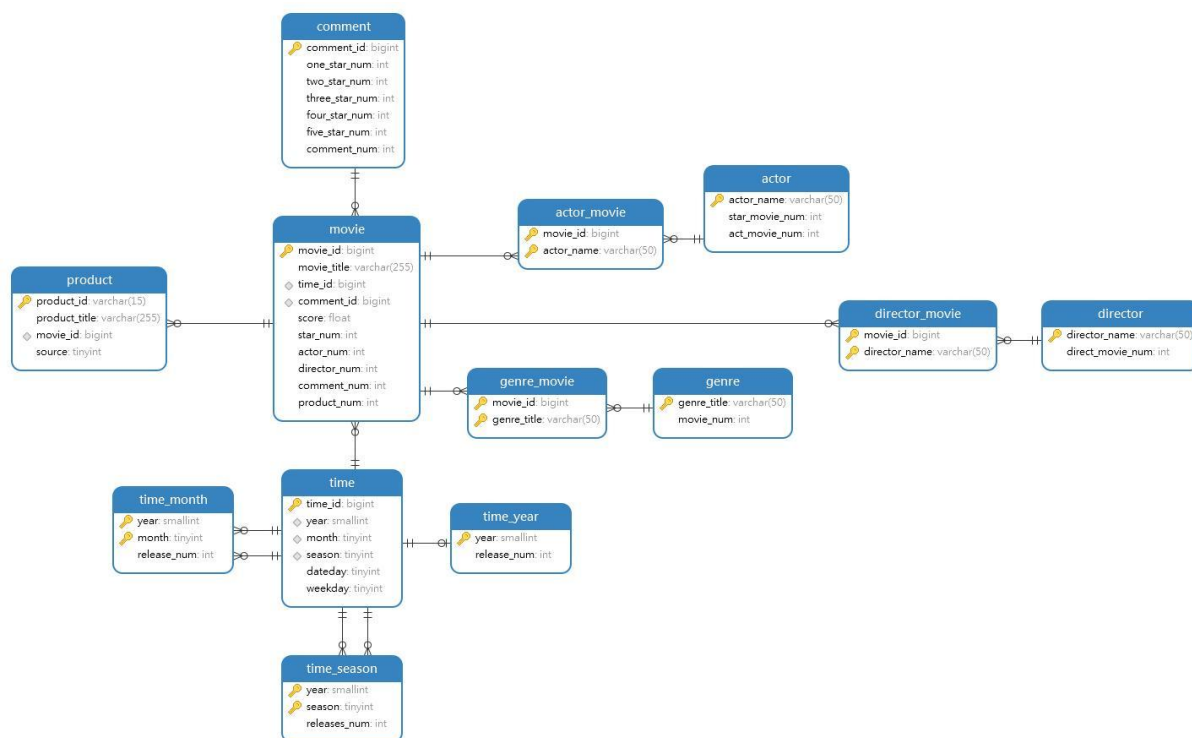 comment
comment_id: bigint
one_star_num: int
two_star_num: int
three_star_num: int
four_star_num: int
five_star_num: int
comment_num: int
actor
actor_name: varchar(50)
star_movie_num: int
act_movie_num: int
actor_movie
movie_id: bigint
actor_name: varchar(50)
movie
movie_id: bigint
movie_title: varchar(255)
time_id: bigint
comment_id: bigint
score: float
star_num: int
actor_num: int
director_num: int
comment_num: int
product_num: int
product
product_id: varchar(15)
product_title: varchar(255)
movie_id: bigint
source: tinyint
director_movie
movie_id: bigint
director_name: varchar(50)
director
director_name: varchar(50)
direct_movie_num: int
genre_movie
movie_id: bigint
genre_title: varchar(50)
genre
genre_title: varchar(50)
movie_num: int
time
time_id: bigint
year: smallint
month: tinyint
season: tinyint
dateday: tinyint
weekday: tinyint
time_month
year: smallint
month: tinyint
release_num: int
time_year
year: smallint
release_num: int
time_season
year: smallint
season: tinyint
releases_num: int